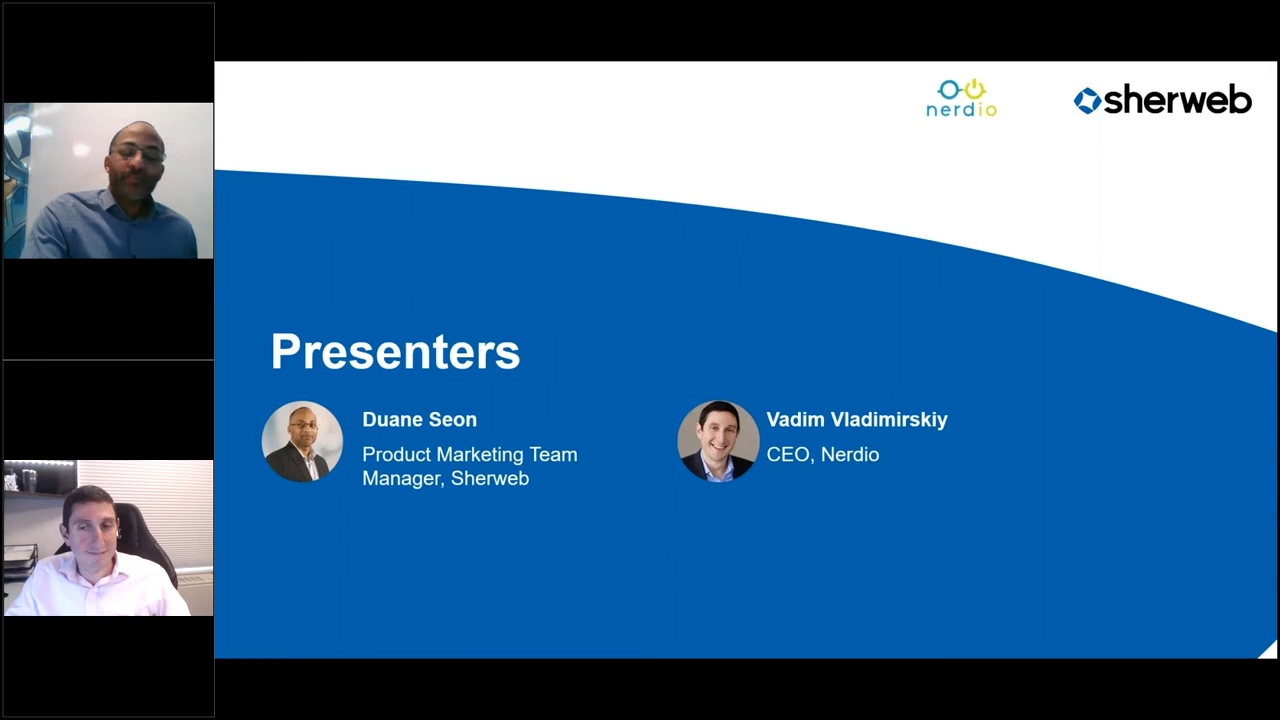 nerdio
sherweb
Presenters
Duane Seon
Product Marketing Team
Manager, Sherweb
Vadim Vladimirskiy
CEO, Nerdio